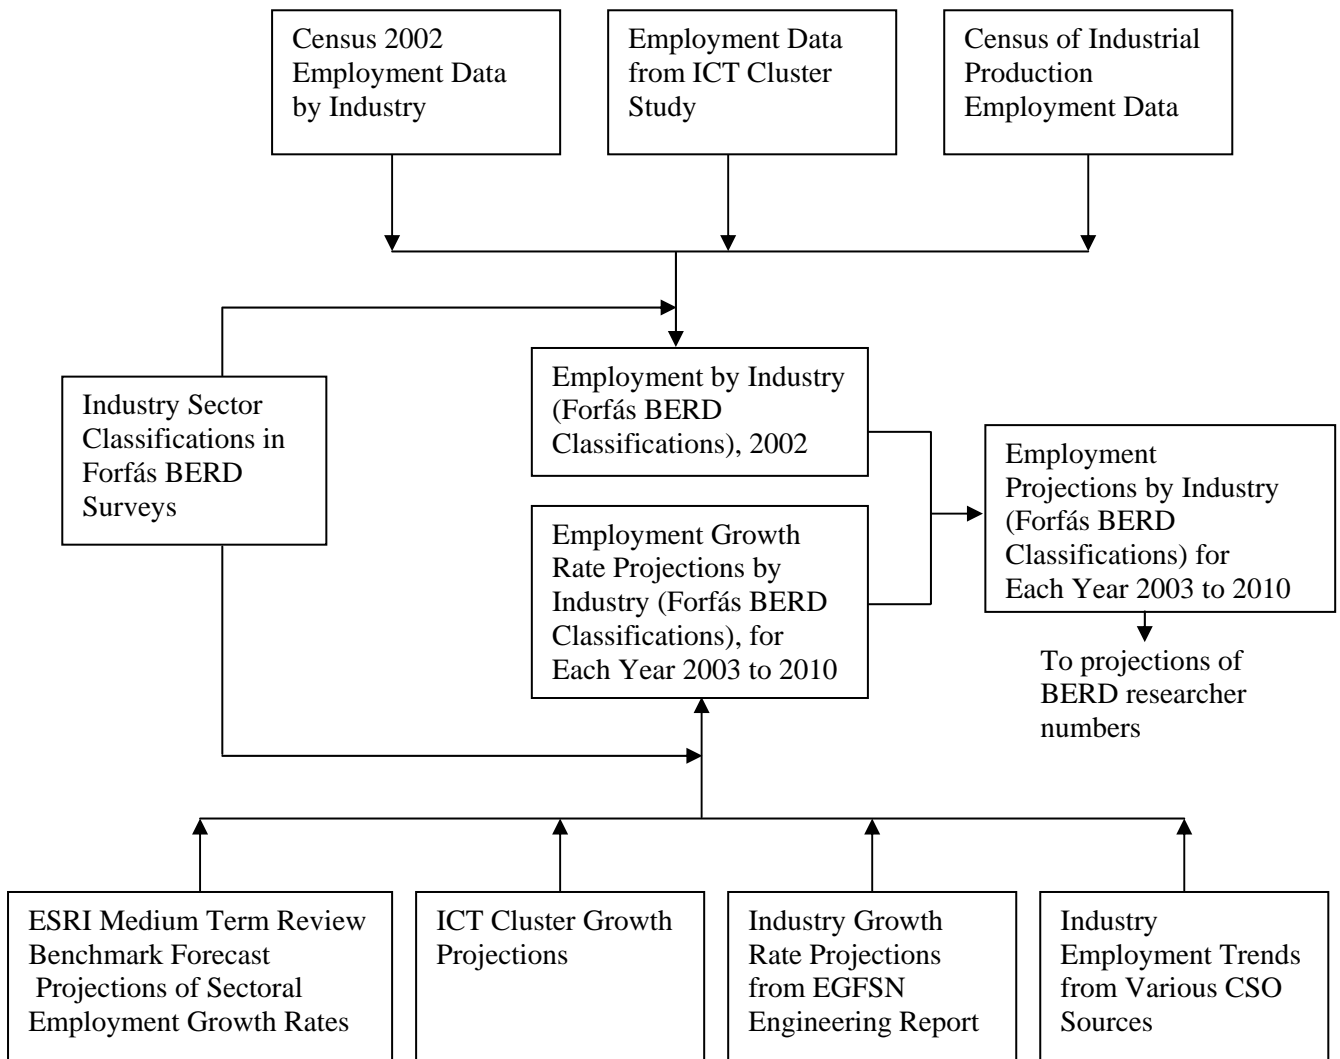 Census 2002
Employment Data
by Industry
Employment Data
from ICT Cluster
Study
Census of Industrial
Production
Employment Data
Industry Sector
Classifications in
Forfás BERD
Surveys
Employment by Industry
(Forfás BERD
Classifications), 2002
Employment Growth
Rate Projections by
Industry (Forfás BERD
Classifications), for
Each Year 2003 to 2010
Employment
Projections by Industry
(Forfás BERD
Classifications) for
Each Year 2003 to 2010
To projections of
BERD researcher
numbers
ESRI Medium Term Review
Benchmark Forecast
Projections of Sectoral
Employment Growth Rates
ICT Cluster Growth
Projections
Industry Growth
Rate Projections
from EGFSN
Engineering Report
Industry
Employment Trends
from Various CSO
Sources